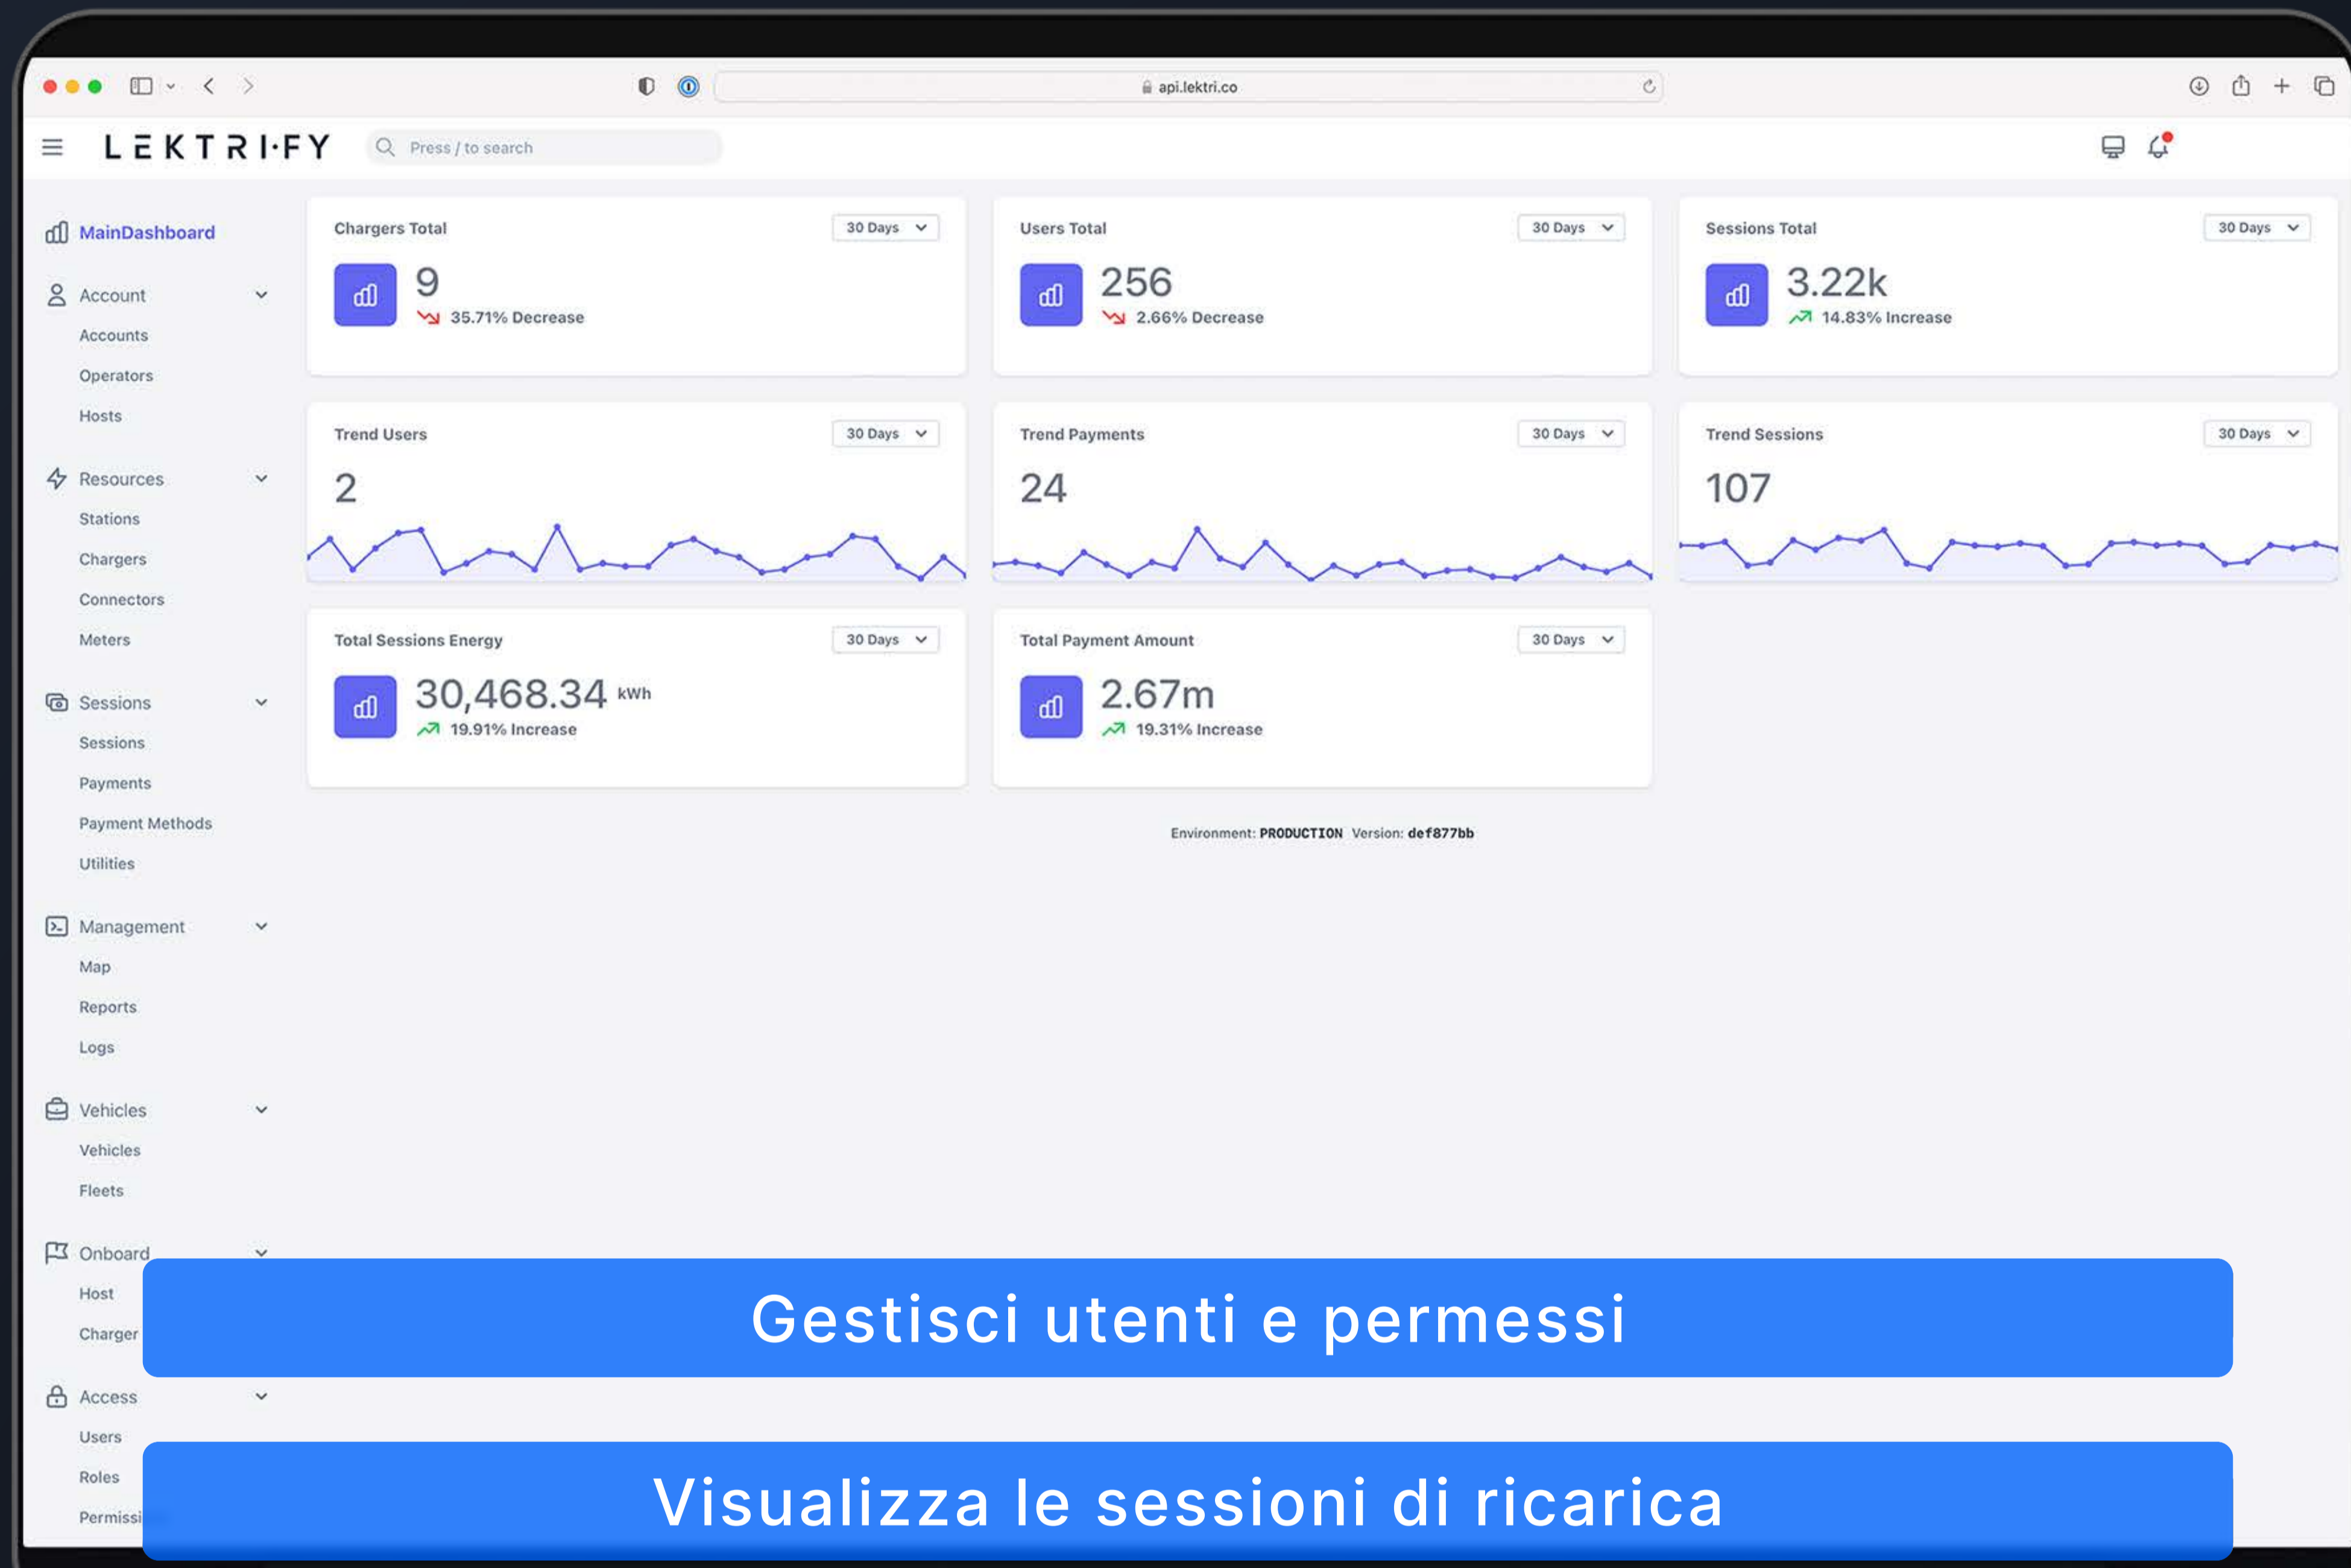 api.lektri.co
LEKTRI·FY
Press / to search
MainDashboard
Account
Accounts
Operators
Hosts
Resources
Stations
Chargers
Connectors
Meters
Sessions
Sessions
Payments
Payment Methods
Utilities
Management
Map
Reports
Logs
Vehicles
Vehicles
Fleets
Onboard
Host
Charger
Access
Users
Roles
Permissi
Chargers Total
30 Days
9
35.71% Decrease
Users Total
30 Days
256
2.66% Decrease
Sessions Total
30 Days
3.22k
14.83% Increase
Trend Users
30 Days
2
Trend Payments
30 Days
24
Trend Sessions
30 Days
107
Total Sessions Energy
30 Days
30,468.34 kWh
19.91% Increase
Total Payment Amount
30 Days
2.67m
19.31% Increase
Environment: PRODUCTION Version: def877bb
Gestisci utenti e permessi
Visualizza le sessioni di ricarica